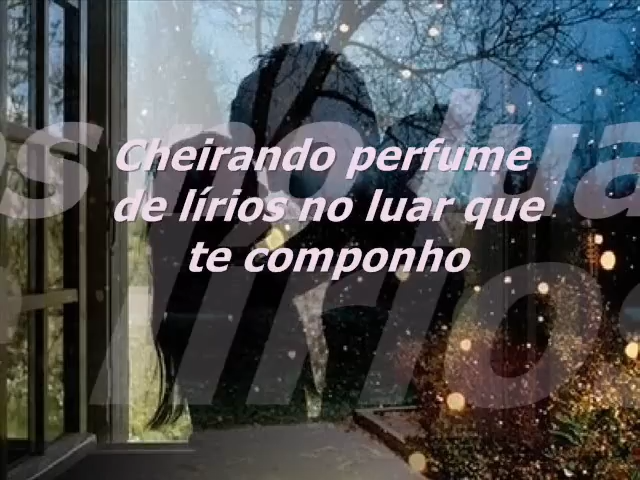 Cheirando perfume
de lírios no luar que
te componho